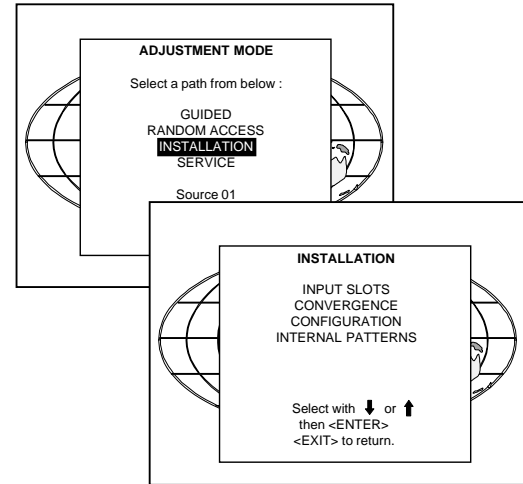 ADJUSTMENT MODE
Select a path from below :
GUIDED
RANDOM ACCESS
INSTALLATION
SERVICE
Source 01
INSTALLATION
INPUT SLOTS
CONVERGENCE
CONFIGURATION
INTERNAL PATTERNS
Select with ⬇ or ⬆
then <ENTER>
<EXIT> to return.